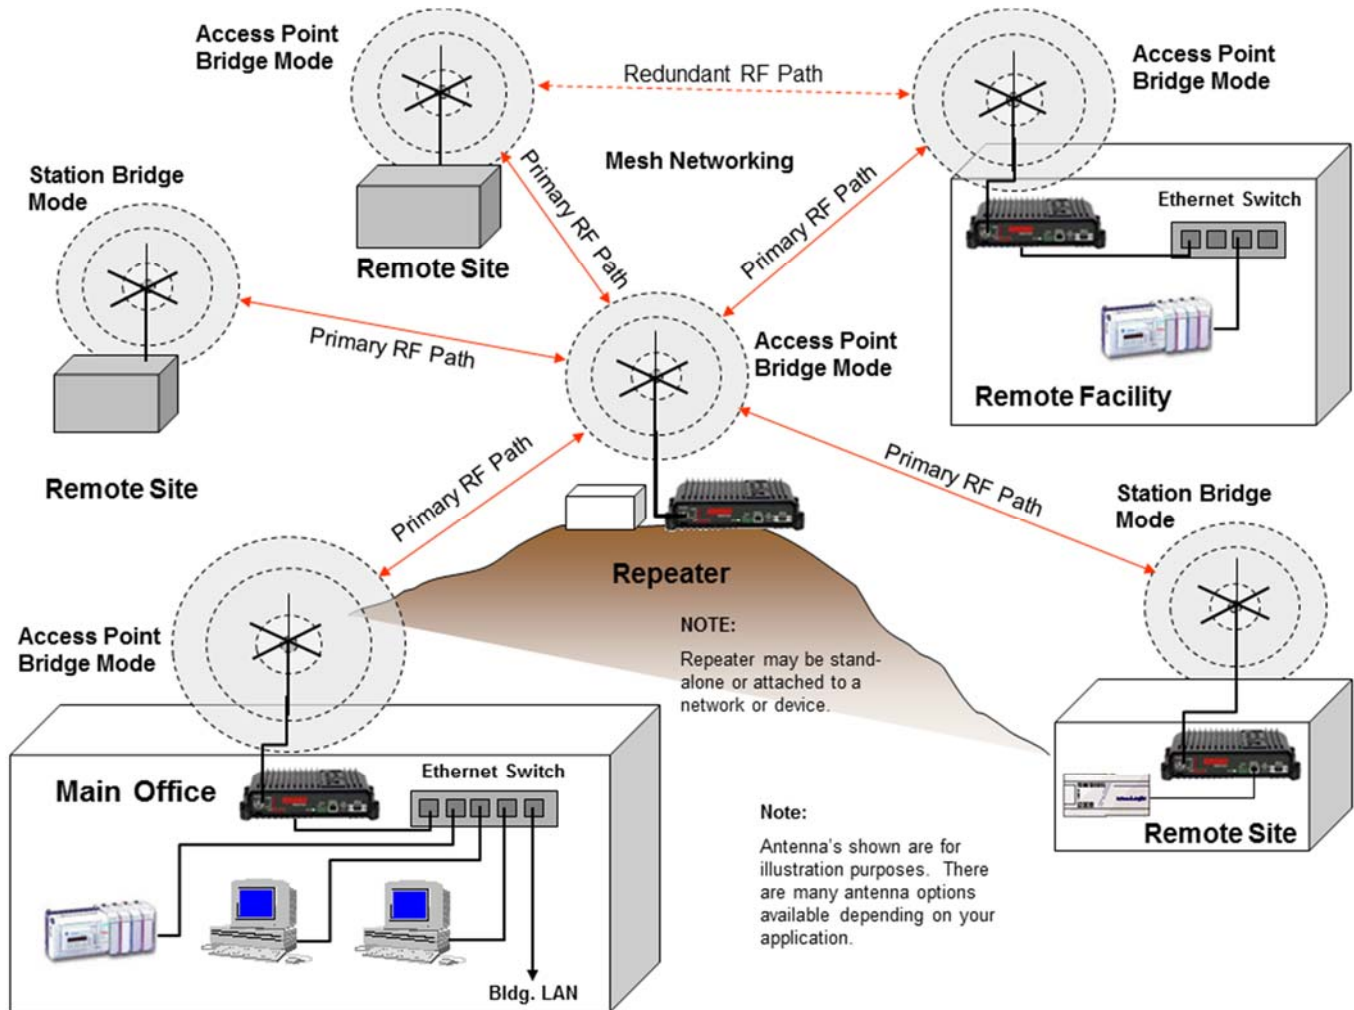 Access Point
Bridge Mode
Redundant RF Path
Access Point
Bridge Mode
Mesh Networking
Station Bridge
Mode
Primary RF Path
Primary RF Path
Ethernet Switch
Remote Site
Primary RF Path
Access Point
Bridge Mode
Remote Facility
Remote Site
Primary RF Path
Primary RF Path
Station Bridge
Mode
Repeater
Access Point
Bridge Mode
NOTE:
Repeater may be stand-
alone or attached to a
network or device.
Main Office
Ethernet Switch
Bldg. LAN
Note:
Antenna's shown are for
illustration purposes. There
are many antenna options
available depending on your
application.
Remote Site